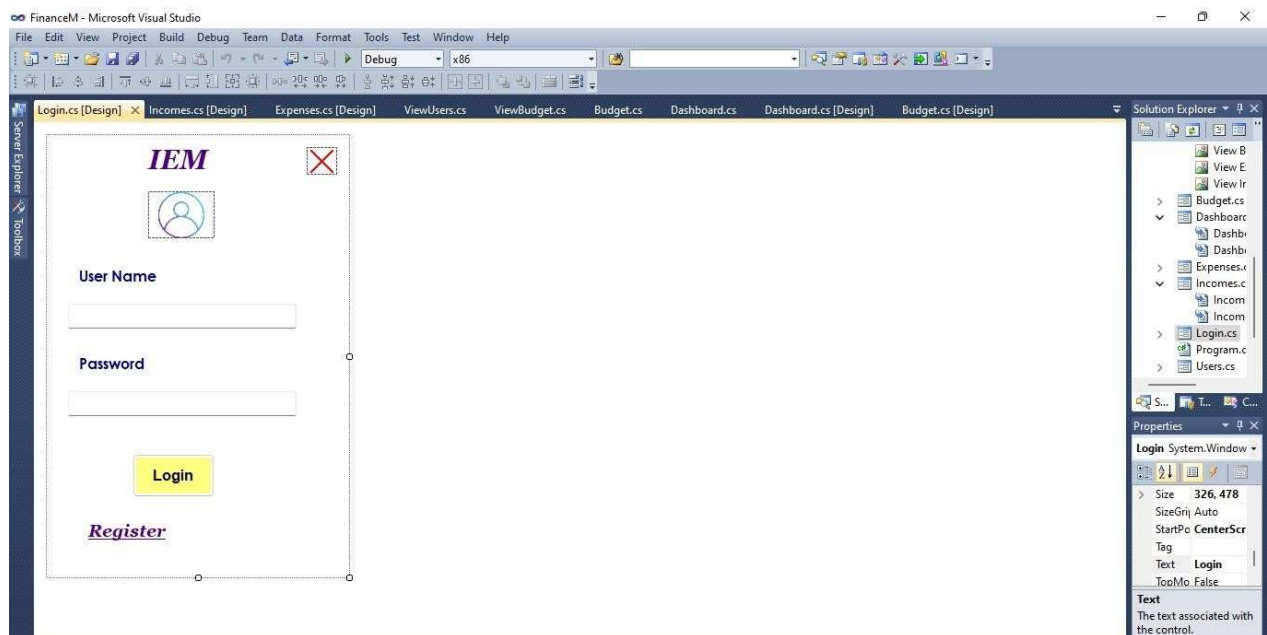 FinanceM - Microsoft Visual Studio
File Edit View Project Build Debug Team Data Format Tools Test Window Help
Debug x86
Login.cs [Design] Incomes.cs [Design] Expenses.cs [Design] ViewUsers.cs ViewBudget.cs Budget.cs Dashboard.cs Dashboard.cs [Design] Budget.cs [Design]
Server Explorer
Toolbox
IEM
User Name
Password
Login
Register
Solution Explorer
View B
View E
View Ir
Budget.cs
Dashboarc
Dashb
Dashb
Expenses.c
Incomes.c
Incom
Incom
Login.cs
Program.c
Users.cs
S... T... C...
Properties
Login System.Window
Size 326, 478
SizeGri Auto
StartPo CenterScr
Tag
Text Login
TopMo False
Text
The text associated with
the control.